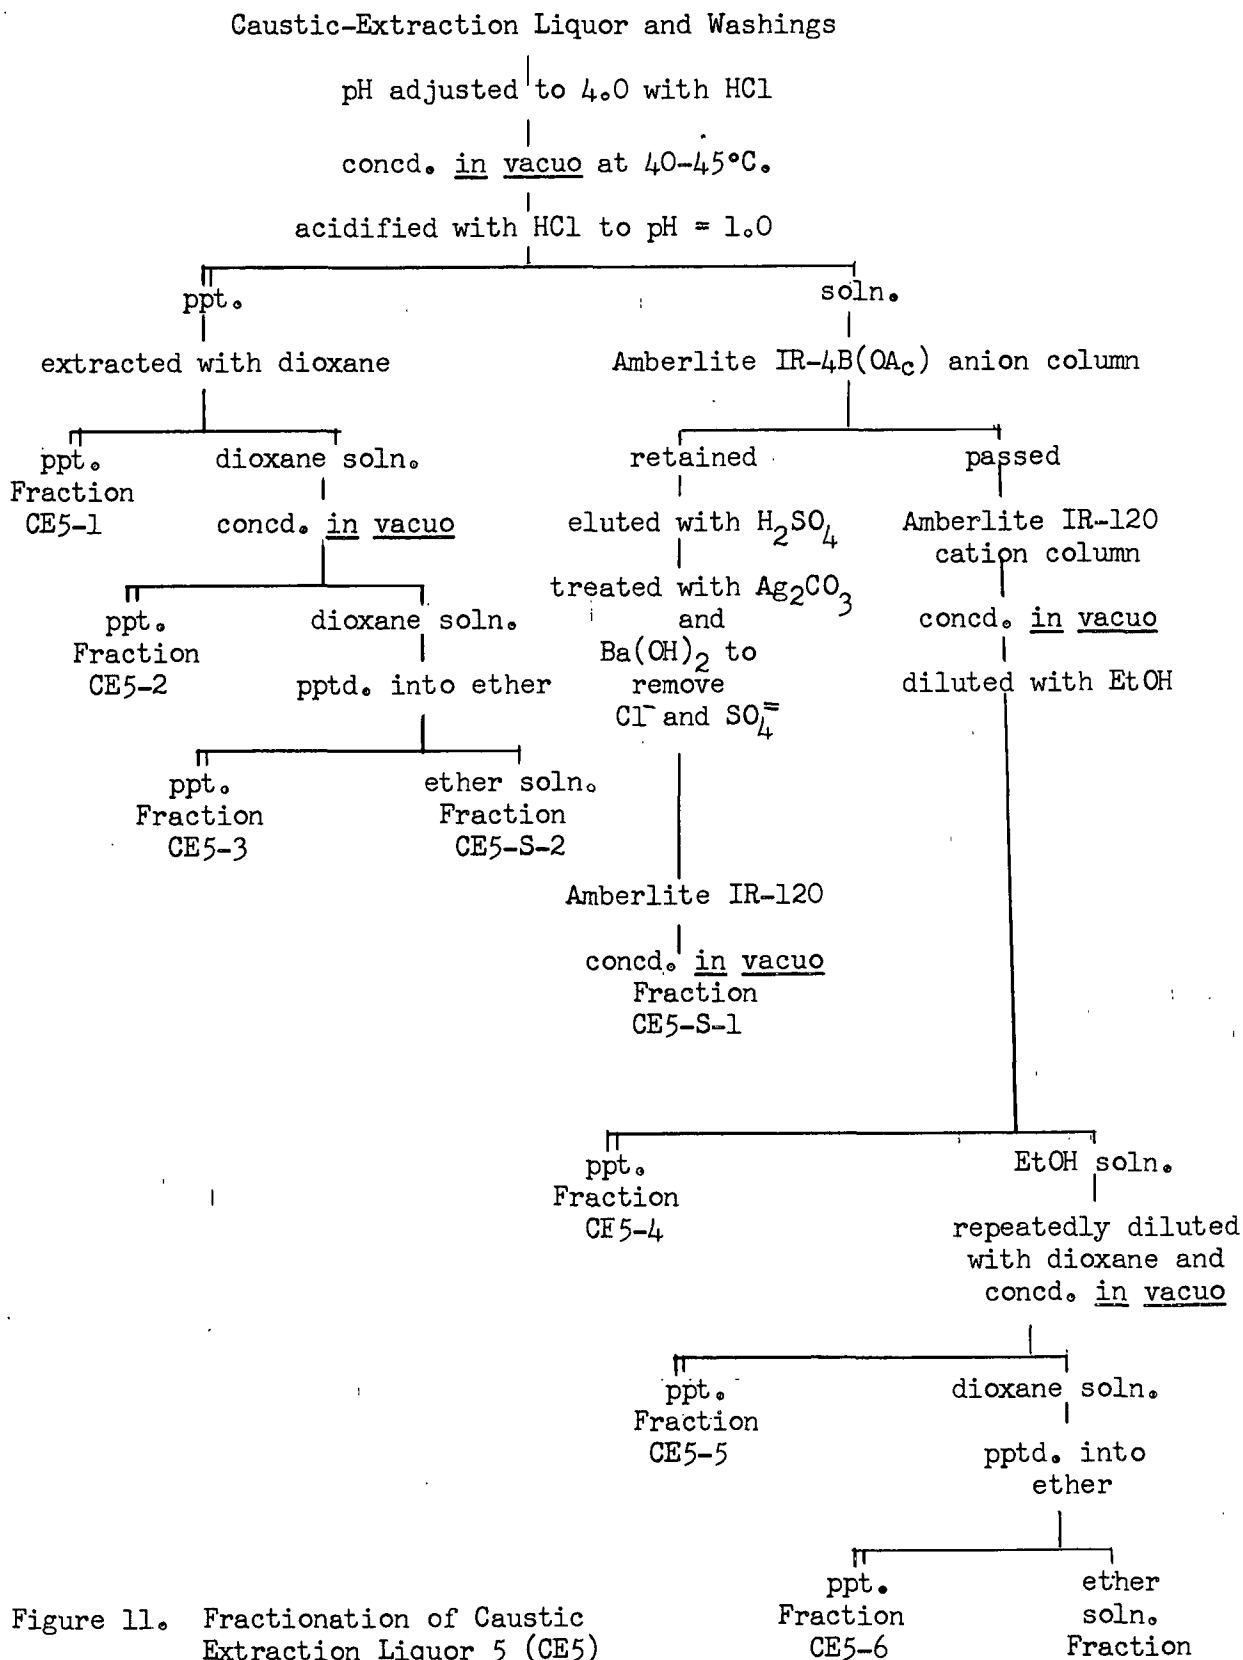 Caustic-Extraction Liquor and Washings
pH adjusted to 4.0 with HCl
concd. in vacuo at 40-45°C.
acidified with HCl to pH = 1.0
ppt.
soln.
extracted with dioxane
Amberlite IR-4B(OAc) anion column
ppt.
Fraction
CE5-1
dioxane soln.
concd. in vacuo
ppt.
Fraction
CE5-2
dioxane soln.
pptd. into ether
ppt.
Fraction
CE5-3
ether soln.
Fraction
CE5-S-2
retained
eluted with H2SO4
treated with Ag2CO3
and
Ba(OH)2 to
remove
Cl- and SO4=
Amberlite IR-120
concd. in vacuo
Fraction
CE5-S-1
passed
Amberlite IR-120
cation column
concd. in vacuo
diluted with EtOH
ppt.
Fraction
CE5-4
EtOH soln.
repeatedly diluted
with dioxane and
concd. in vacuo
ppt.
Fraction
CE5-5
dioxane soln.
pptd. into
ether
ppt.
Fraction
CE5-6
ether
soln.
Fraction
Figure 11. Fractionation of Caustic
Extraction Liquor 5 (CE5)